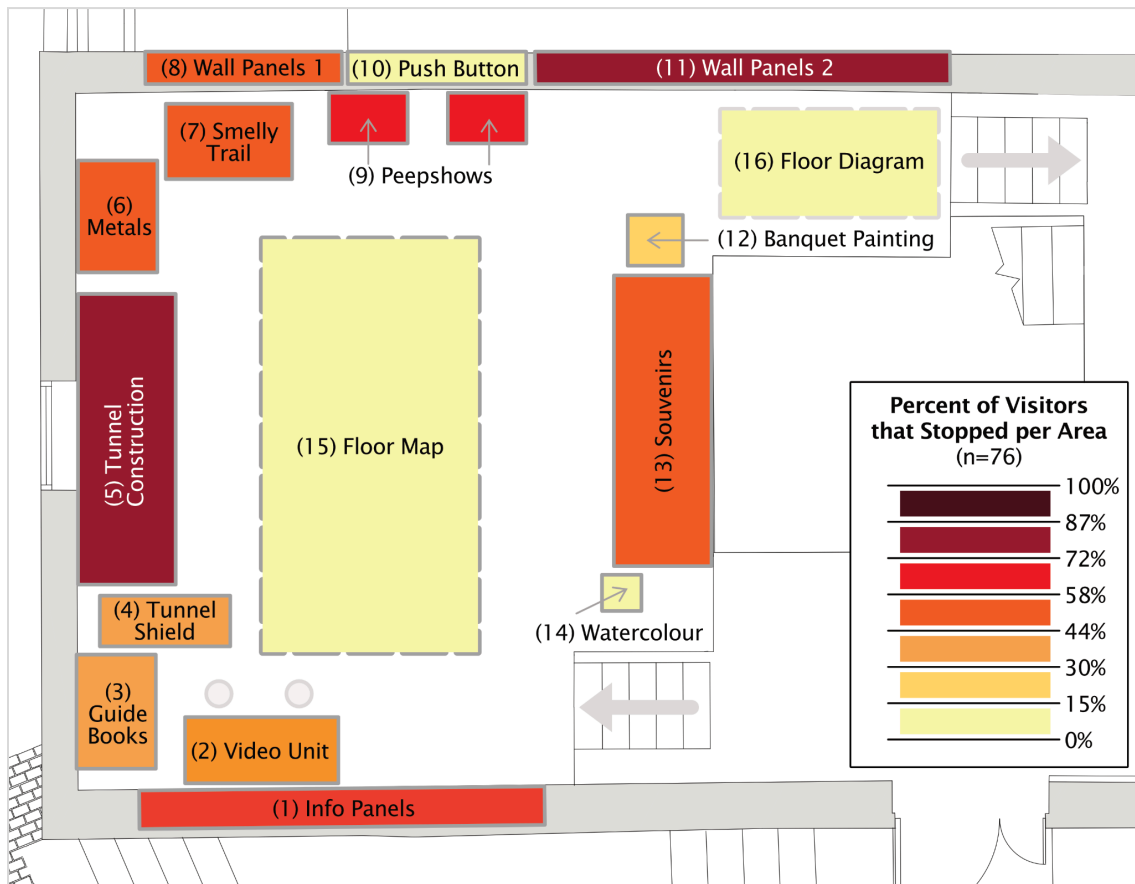 (8) Wall Panels 1
(10) Push Button
(11) Wall Panels 2
(7) Smelly
Trail
(9) Peepshows
(16) Floor Diagram
(6)
Metals
(12) Banquet Painting
(5) Tunnel
Construction
(15) Floor Map
(13) Souvenirs
(4) Tunnel
Shield
(14) Watercolour
(3)
Guide
Books
(2) Video Unit
(1) Info Panels
Percent of Visitors
that Stopped per Area
(n=76)
100%
87%
72%
58%
44%
30%
15%
0%